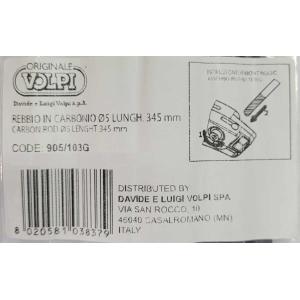 ORIGINALE
VOLPI
Davide e Luigi Volpi s.p.A.
REBBIO IN CARBONIO Ø5 LUNGH. 345 mm
CARBON ROD Ø5 LENGHT 345 mm
CODE: 905/103G
1
2
DISTRIBUTED BY
DAVIDE E LUIGI VOLPI SPA
VIA SAN ROCCO, 10
46040 CASALROMANO (MN)
ITALY
8 020581 038379